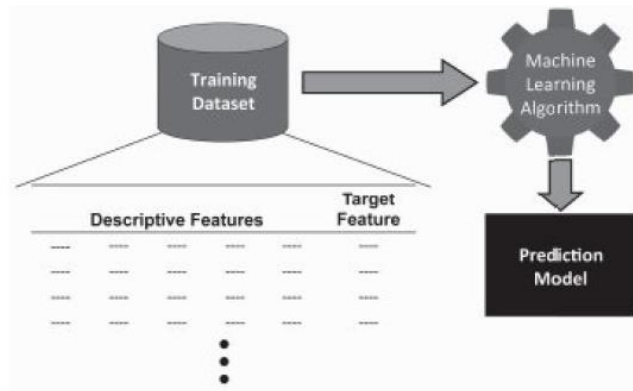 Training
Dataset
Machine
Learning
Algorithm
Descriptive Features
Target
Feature
---- ---- ---- ---- ---- ----
---- ---- ---- ---- ---- ----
---- ---- ---- ---- ---- ----
---- ---- ---- ---- ---- ----
Prediction
Model